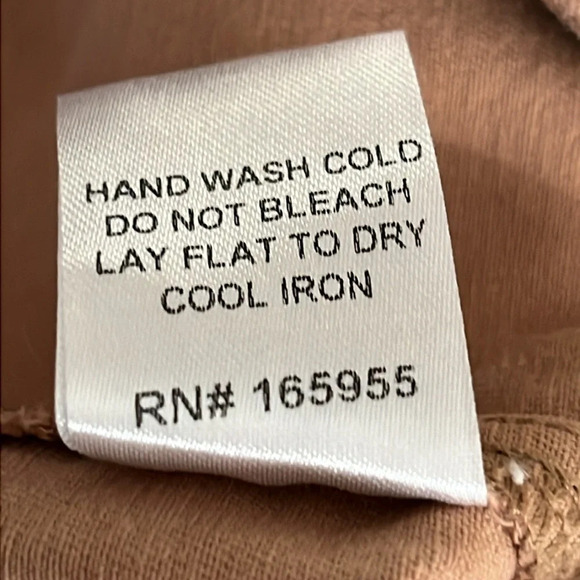 HAND WASH COLD
DO NOT BLEACH
LAY FLAT TO DRY
COOL IRON
RN# 165955